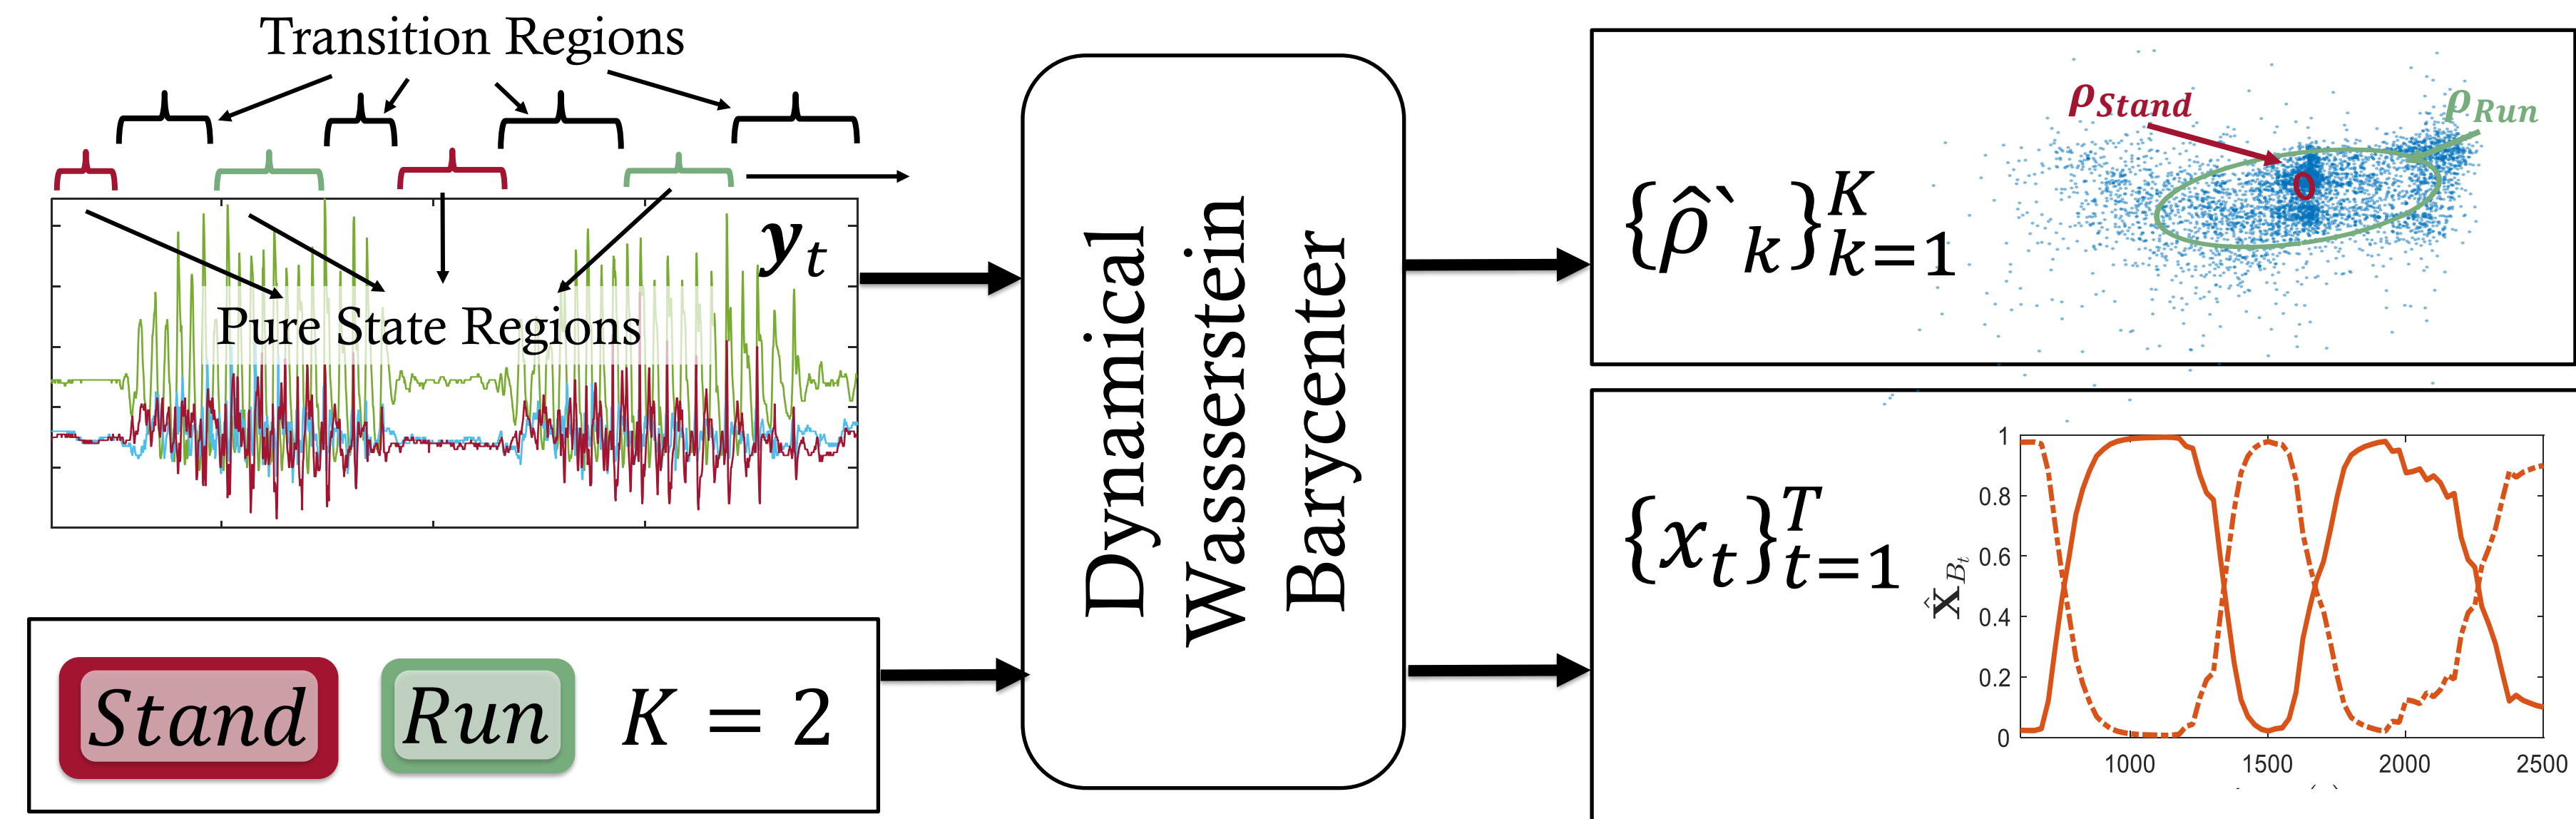 Transition Regions
y_t
Pure State Regions
Stand
Run
K = 2
Dynamical
Wassserstein
Barycenter
{ρ̂`_k}_{k=1}^K
ρ_Stand
ρ_Run
{x_t}_{t=1}^T
X̂_{B_t}
1
0.8
0.6
0.4
0.2
0
1000 1500 2000 2500